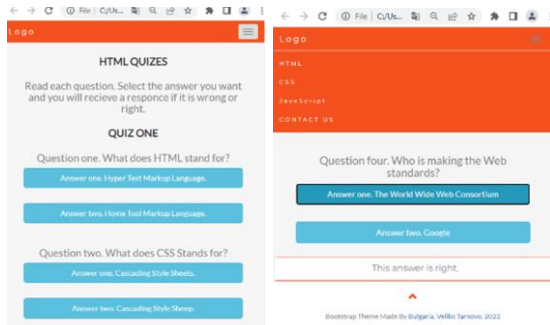 File | C:/Us...
Logo
HTML QUIZES
Read each question. Select the answer you want
and you will recieve a responce if it is wrong or
right.
QUIZ ONE
Question one. What does HTML stand for?
Answer one. Hyper Text Markup Language.
Answer two. Home Tool Markup Language.
Question two. What does CSS Stands for?
Answer one. Cascading Style Sheets.
Answer two. Cascading Style Sheep.
File | C:/Us...
Logo
HTML
CSS
JavaScript
CONTACT US
Question four. Who is making the Web
standards?
Answer one. The World Wide Web Consortium
Answer two. Google
This answer is right.
Bootstrap Theme Made By Bulgaria, Veliko Tarnovo, 2022